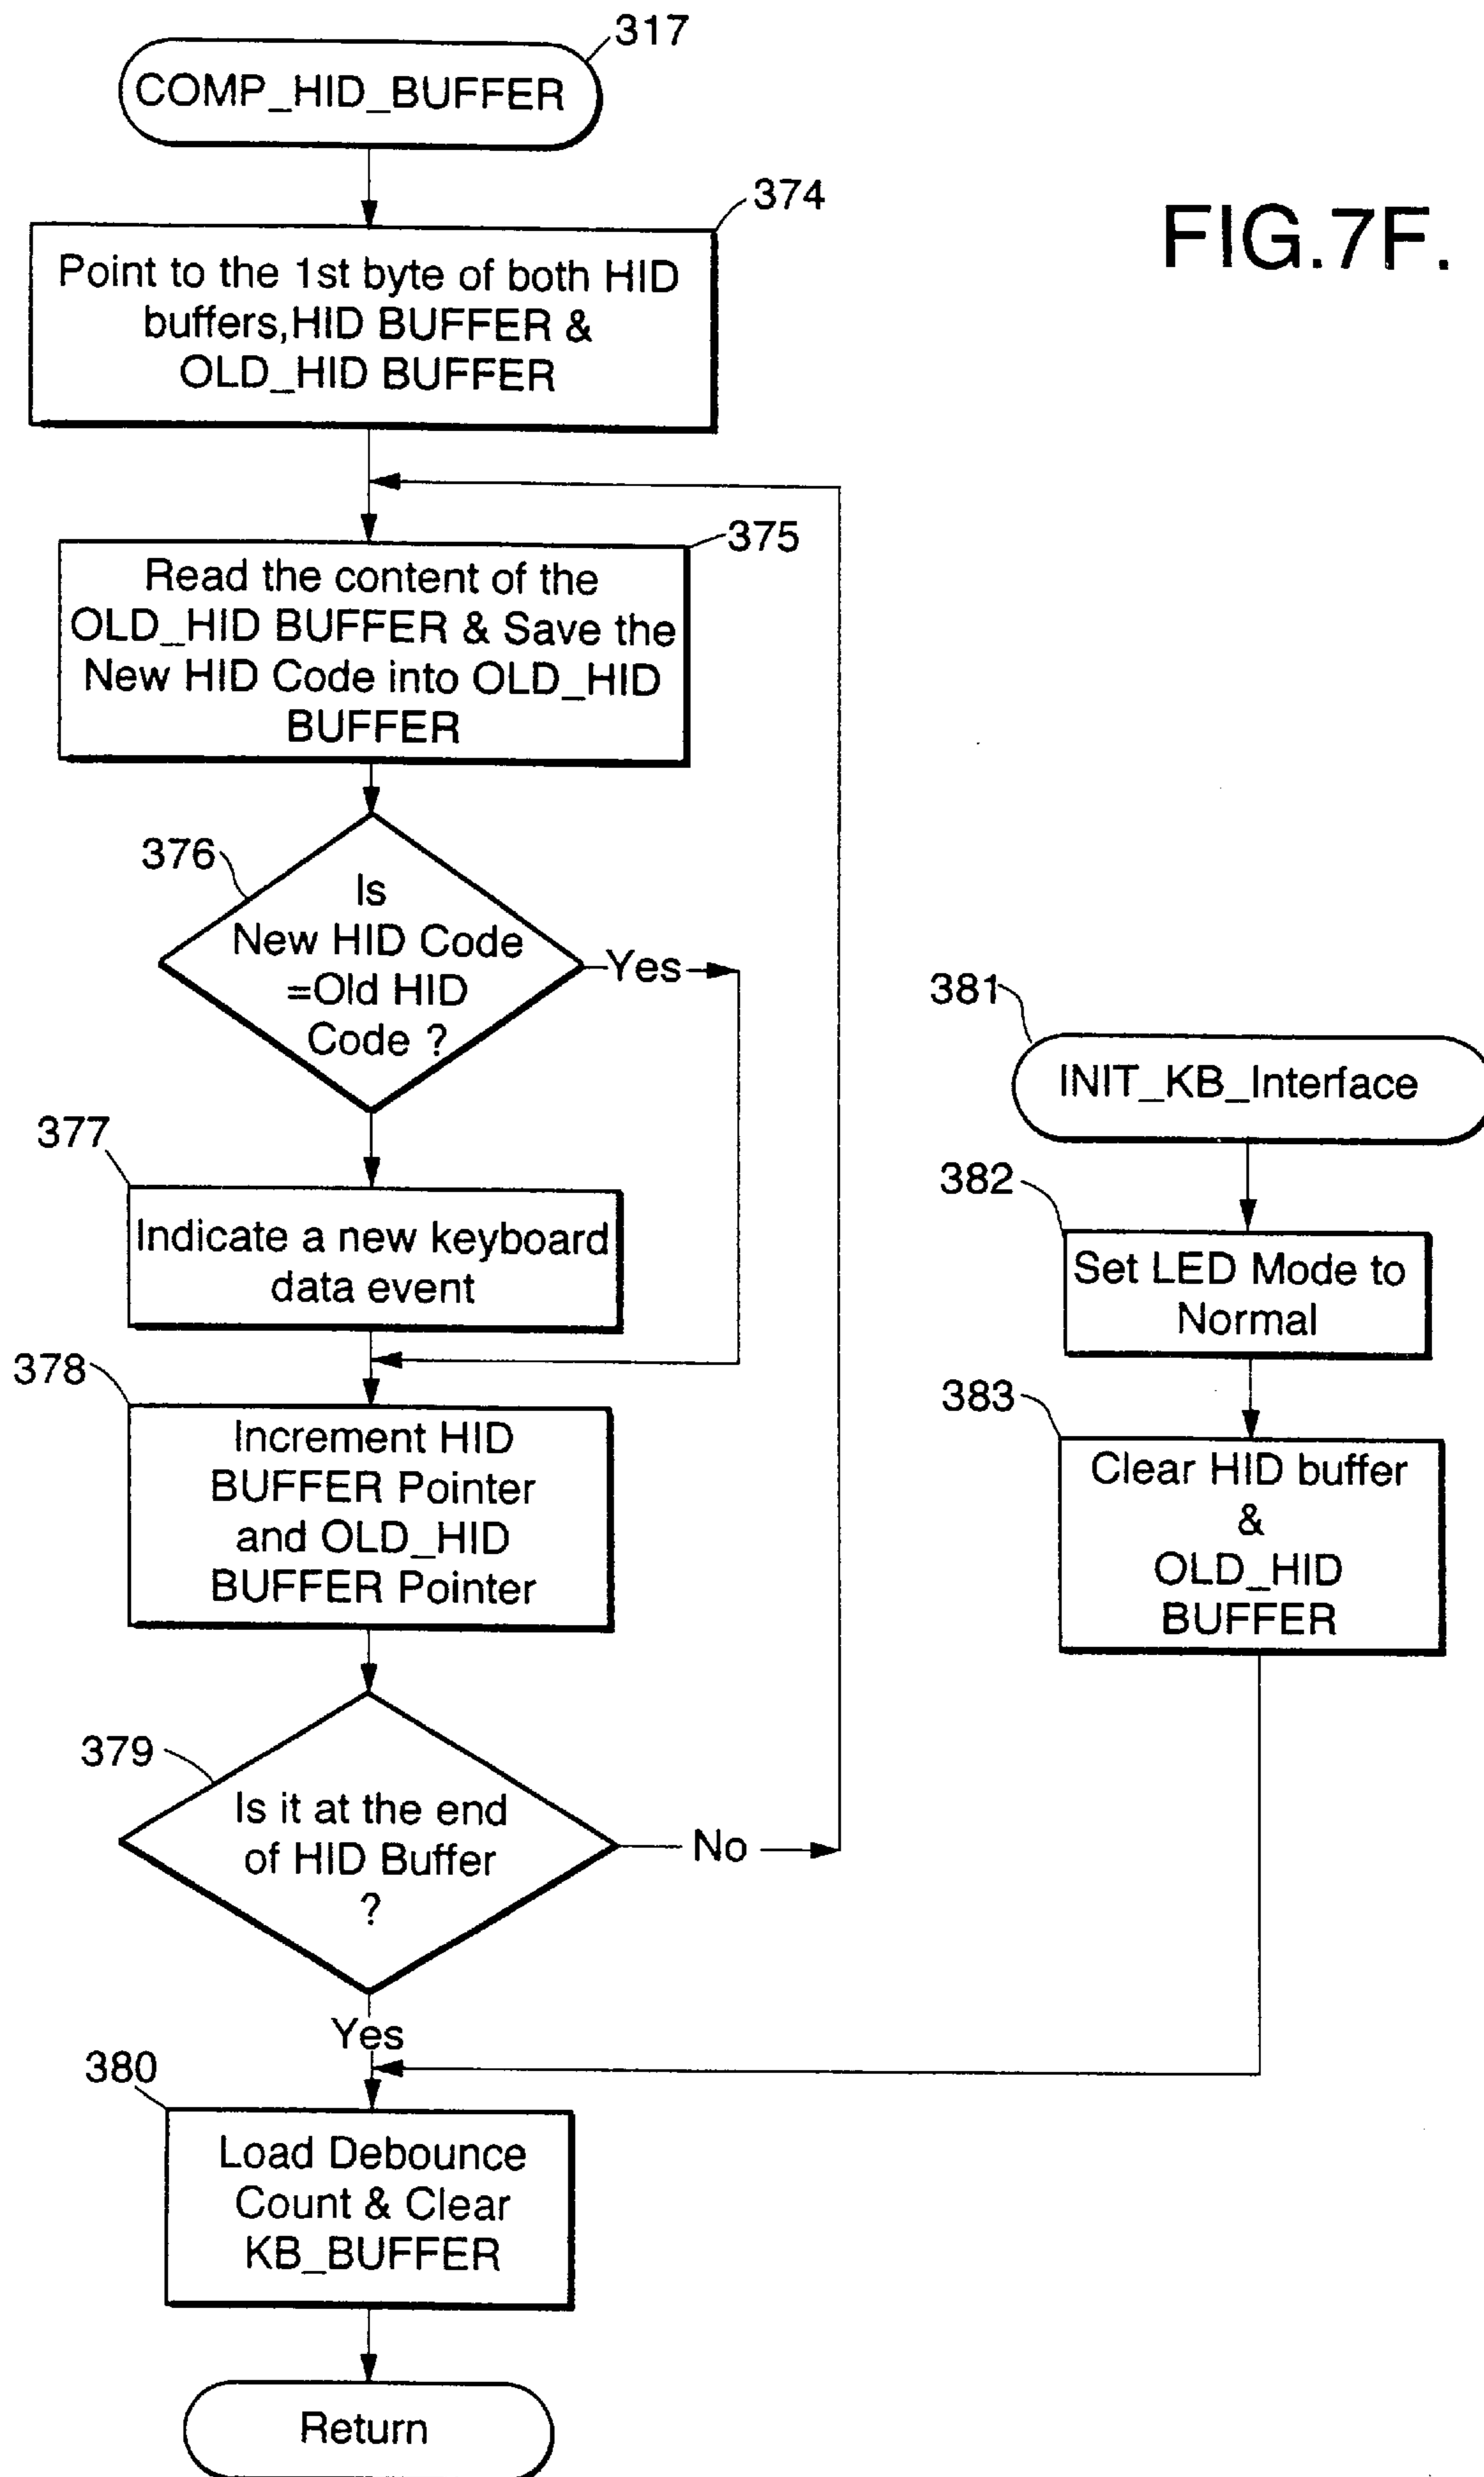 317
COMP_HID_BUFFER
FIG.7F.
374
Point to the 1st byte of both HID
buffers,HID BUFFER &
OLD_HID BUFFER
375
Read the content of the
OLD_HID BUFFER & Save the
New HID Code into OLD_HID
BUFFER
376
Is
New HID Code
=Old HID
Code ?
Yes
377
Indicate a new keyboard
data event
378
Increment HID
BUFFER Pointer
and OLD_HID
BUFFER Pointer
379
Is it at the end
of HID Buffer
?
No
Yes
380
Load Debounce
Count & Clear
KB_BUFFER
Return
381
INIT_KB_Interface
382
Set LED Mode to
Normal
383
Clear HID buffer
&
OLD_HID
BUFFER